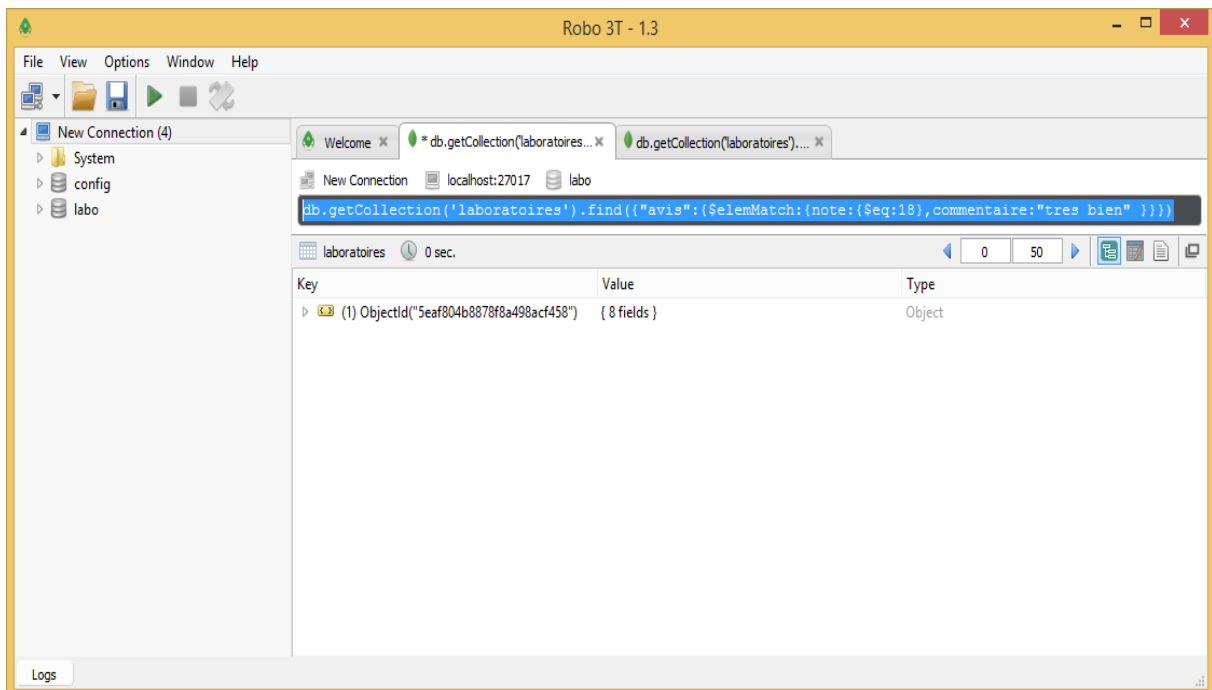 Robo 3T - 1.3
File View Options Window Help
New Connection (4)
System
config
labo
Welcome * db.getCollection('laboratoires... db.getCollection('laboratoires')....
New Connection localhost:27017 labo
db.getCollection('laboratoires').find({"avis":{$elemMatch:{note:{$eq:18},commentaire:"tres bien" }}})
laboratoires 0 sec. 0 50
Key Value Type
(1) ObjectId("5eaf804b8878f8a498acf458") { 8 fields } Object
Logs